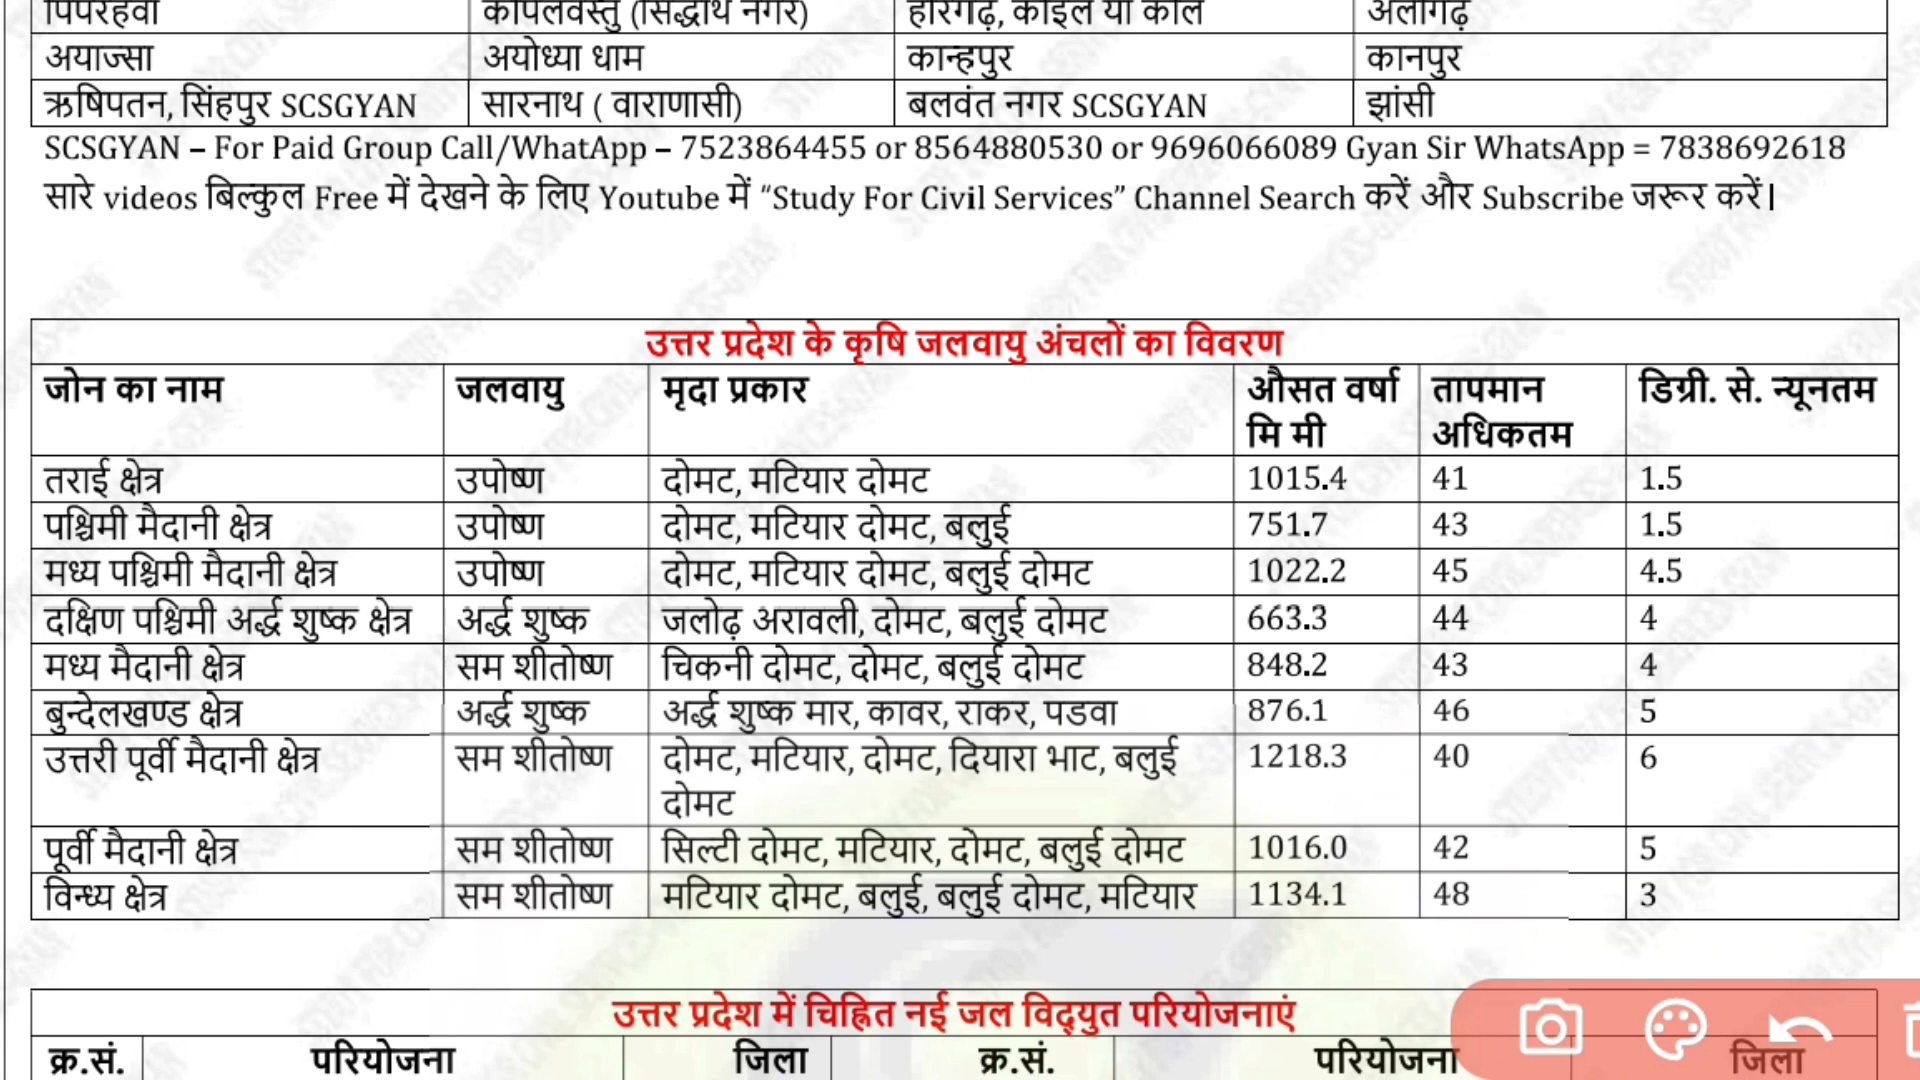 पिपरहवा कपिलवस्तु (सिद्धार्थ नगर) हरिगढ़, कोइल या कोल अलीगढ़
अयाज्सा अयोध्या धाम कान्हपुर कानपुर
ऋषिपतन, सिंहपुर SCSGYAN सारनाथ ( वाराणासी) बलवंत नगर SCSGYAN झांसी
SCSGYAN – For Paid Group Call/WhatApp – 7523864455 or 8564880530 or 9696066089 Gyan Sir WhatsApp = 7838692618
सारे videos बिल्कुल Free में देखने के लिए Youtube में “Study For Civil Services” Channel Search करें और Subscribe जरूर करें|
उत्तर प्रदेश के कृषि जलवायु अंचलों का विवरण
जोन का नाम जलवायु मृदा प्रकार औसत वर्षा तापमान डिग्री. से. न्यूनतम
मि मी अधिकतम
तराई क्षेत्र उपोष्ण दोमट, मटियार दोमट 1015.4 41 1.5
पश्चिमी मैदानी क्षेत्र उपोष्ण दोमट, मटियार दोमट, बलुई 751.7 43 1.5
मध्य पश्चिमी मैदानी क्षेत्र उपोष्ण दोमट, मटियार दोमट, बलुई दोमट 1022.2 45 4.5
दक्षिण पश्चिमी अर्द्ध शुष्क क्षेत्र अर्द्ध शुष्क जलोढ़ अरावली, दोमट, बलुई दोमट 663.3 44 4
मध्य मैदानी क्षेत्र सम शीतोष्ण चिकनी दोमट, दोमट, बलुई दोमट 848.2 43 4
बुन्देलखण्ड क्षेत्र अर्द्ध शुष्क अर्द्ध शुष्क मार, कावर, राकर, पडवा 876.1 46 5
उत्तरी पूर्वी मैदानी क्षेत्र सम शीतोष्ण दोमट, मटियार, दोमट, दियारा भाट, बलुई 1218.3 40 6
दोमट
पूर्वी मैदानी क्षेत्र सम शीतोष्ण सिल्टी दोमट, मटियार, दोमट, बलुई दोमट 1016.0 42 5
विन्ध्य क्षेत्र सम शीतोष्ण मटियार दोमट, बलुई, बलुई दोमट, मटियार 1134.1 48 3
उत्तर प्रदेश में चिह्नित नई जल विद्युत परियोजनाएं
क्र.सं. परियोजना जिला क्र.सं. परियोजना जिला